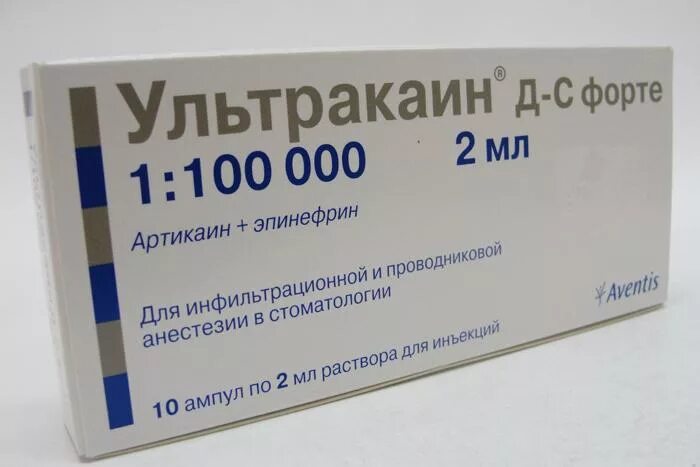 Ультракаин® Д-С форте
1:100 000 2 мл
Артикаин + эпинефрин
Для инфильтрационной и проводниковой
анестезии в стоматологии
Aventis
10 ампул по 2 мл раствора для инъекций